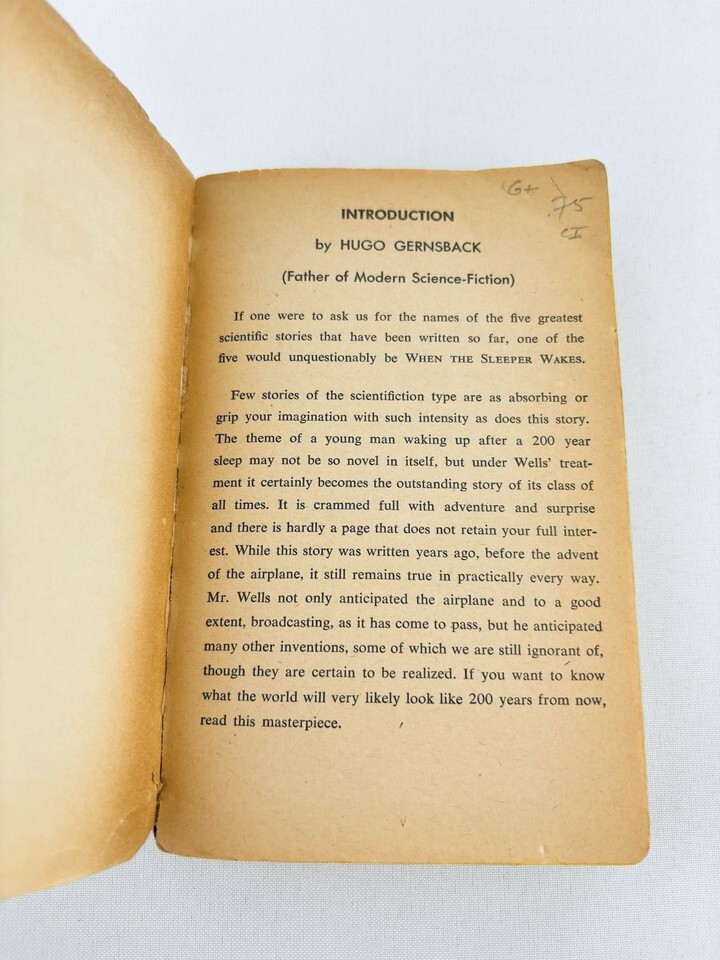 G+
.75
cI
INTRODUCTION
by HUGO GERNSBACK
(Father of Modern Science-Fiction)
If one were to ask us for the names of the five greatest
scientific stories that have been written so far, one of the
five would unquestionably be WHEN THE SLEEPER WAKES.
Few stories of the scientifiction type are as absorbing or
grip your imagination with such intensity as does this story.
The theme of a young man waking up after a 200 year
sleep may not be so novel in itself, but under Wells' treat-
ment it certainly becomes the outstanding story of its class of
all times. It is crammed full with adventure and surprise
and there is hardly a page that does not retain your full inter-
est. While this story was written years ago, before the advent
of the airplane, it still remains true in practically every way.
Mr. Wells not only anticipated the airplane and to a good
extent, broadcasting, as it has come to pass, but he anticipated
many other inventions, some of which we are still ignorant of,
though they are certain to be realized. If you want to know
what the world will very likely look like 200 years from now,
read this masterpiece.